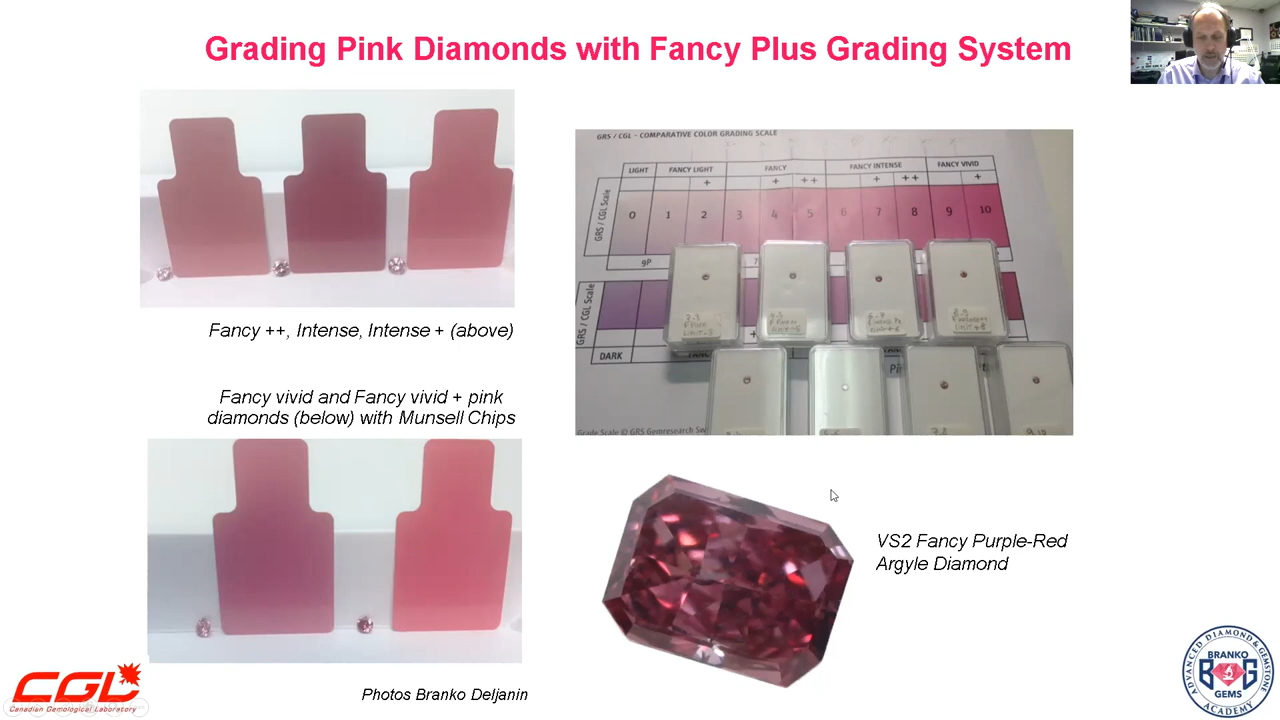 Grading Pink Diamonds with Fancy Plus Grading System
Fancy ++, Intense, Intense + (above)
Fancy vivid and Fancy vivid + pink
diamonds (below) with Munsell Chips
GRS / CGL - COMPARATIVE COLOR GRADING SCALE
LIGHT FANCY LIGHT FANCY FANCY INTENSE FANCY VIVID
+ + ++ + ++ +
GRS / CGL Scale
0 1 2 3 4 5 6 7 8 9 10
9P 7
GRS / CGL Scale
DARK
Grade Scale © GRS Gemresearch Sw
VS2 Fancy Purple-Red
Argyle Diamond
Photos Branko Deljanin
CGL
Canadian Gemological Laboratory
ADVANCED DIAMOND & GEMSTONE
BRANKO
B G
GEMS
ACADEMY